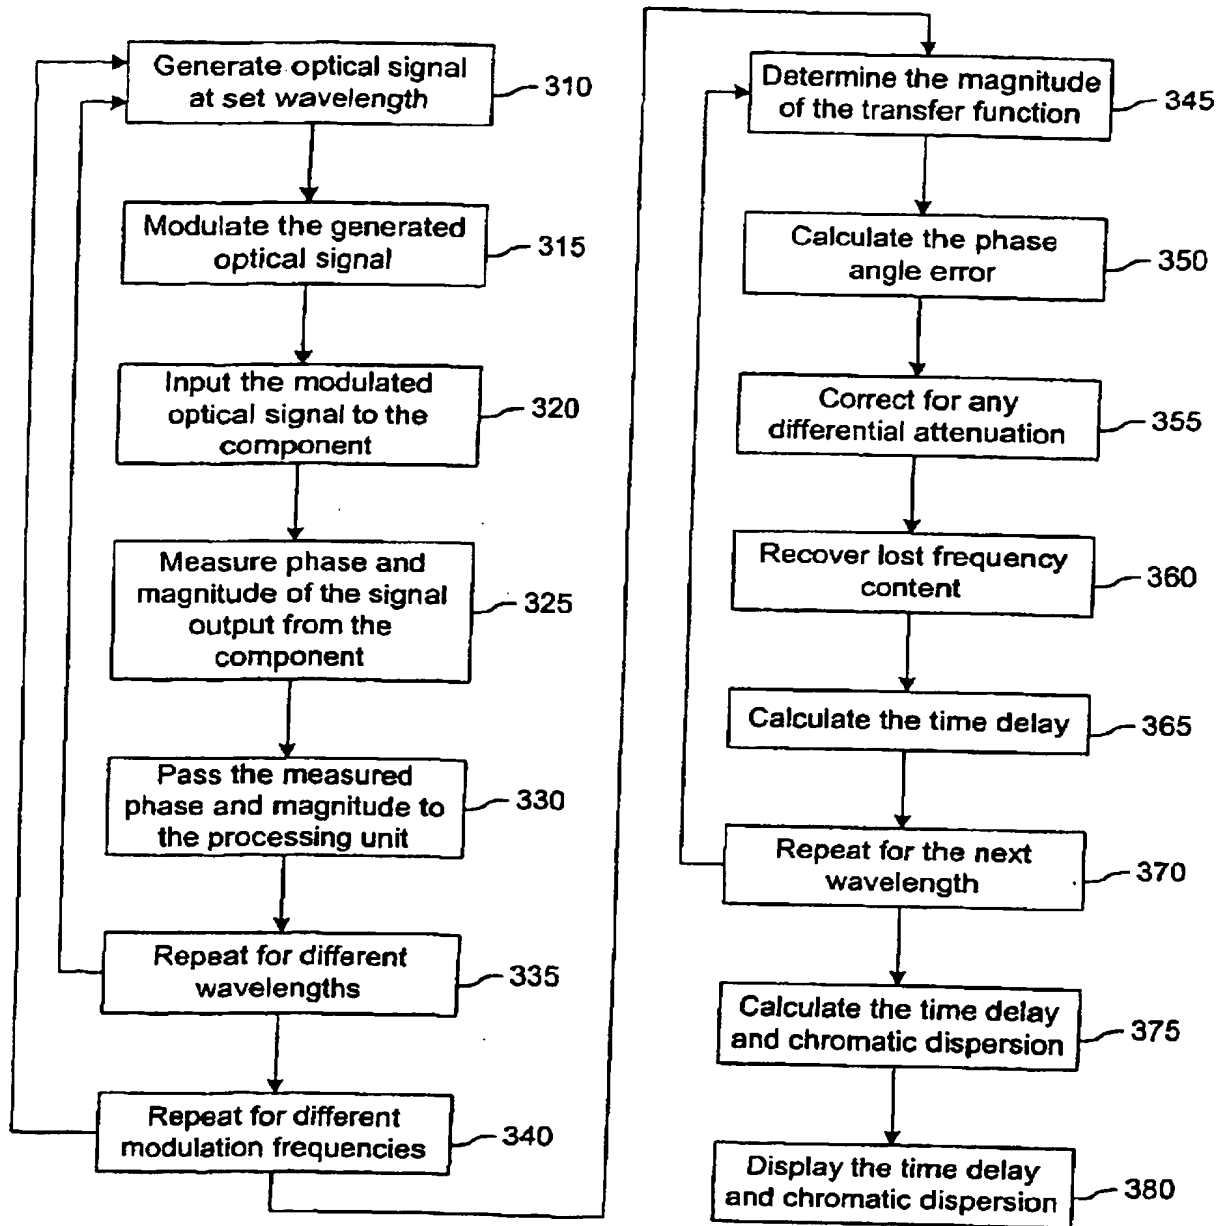 Generate optical signal
at set wavelength
310
Modulate the generated
optical signal
315
Input the modulated
optical signal to the
component
320
Measure phase and
magnitude of the signal
output from the
component
325
Pass the measured
phase and magnitude to
the processing unit
330
Repeat for different
wavelengths
335
Repeat for different
modulation frequencies
340
Determine the magnitude
of the transfer function
345
Calculate the phase
angle error
350
Correct for any
differential attenuation
355
Recover lost frequency
content
360
Calculate the time delay
365
Repeat for the next
wavelength
370
Calculate the time delay
and chromatic dispersion
375
Display the time delay
and chromatic dispersion
380